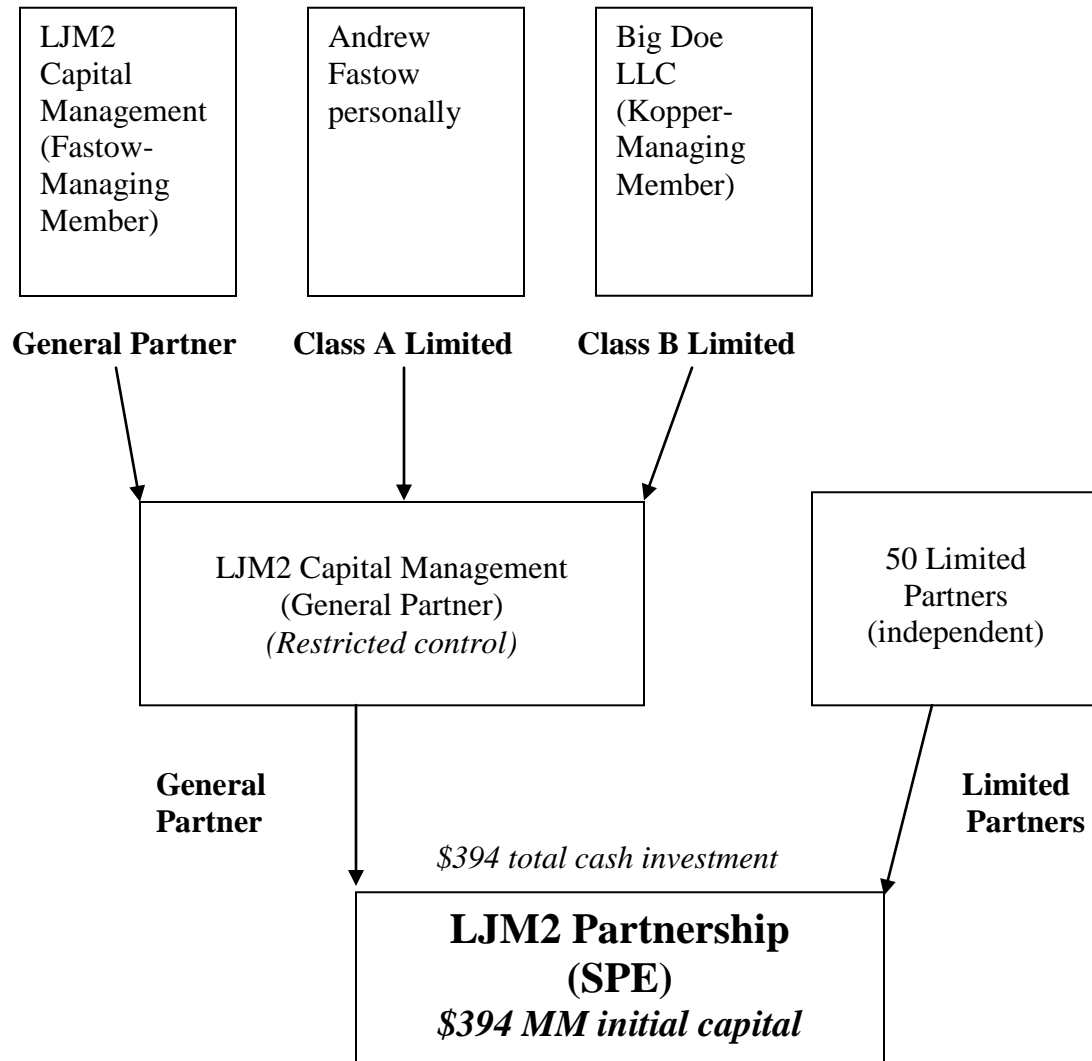 LJM2
Capital
Management
(Fastow-
Managing
Member)
Andrew
Fastow
personally
Big Doe
LLC
(Kopper-
Managing
Member)
General Partner
Class A Limited
Class B Limited
LJM2 Capital Management
(General Partner)
(Restricted control)
50 Limited
Partners
(independent)
General
Partner
Limited
Partners
$394 total cash investment
LJM2 Partnership
(SPE)
$394 MM initial capital